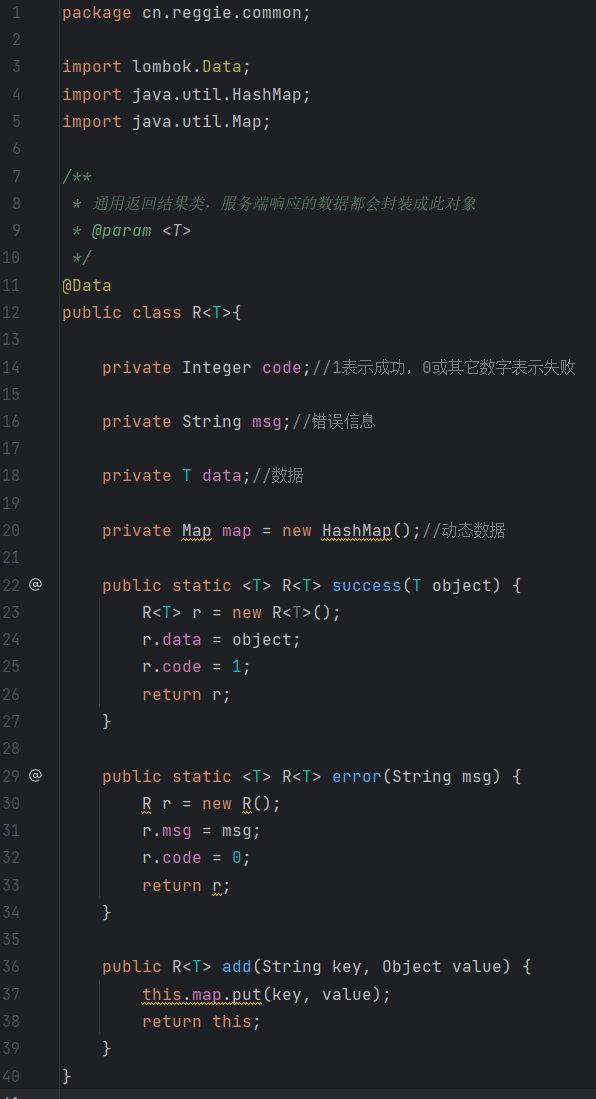 1 package cn.reggie.common;
2
3 import lombok.Data;
4 import java.util.HashMap;
5 import java.util.Map;
6
7 /**
8  * 通用返回结果类，服务端响应的数据都会封装成此对象
9  * @param <T>
10  */
11 @Data
12 public class R<T>{
13
14     private Integer code;//1表示成功，0或其它数字表示失败
15
16     private String msg;//错误信息
17
18     private T data;//数据
19
20     private Map map = new HashMap();//动态数据
21
22 @     public static <T> R<T> success(T object) {
23         R<T> r = new R<T>();
24         r.data = object;
25         r.code = 1;
26         return r;
27     }
28
29 @     public static <T> R<T> error(String msg) {
30         R r = new R();
31         r.msg = msg;
32         r.code = 0;
33         return r;
34     }
35
36     public R<T> add(String key, Object value) {
37         this.map.put(key, value);
38         return this;
39     }
40 }